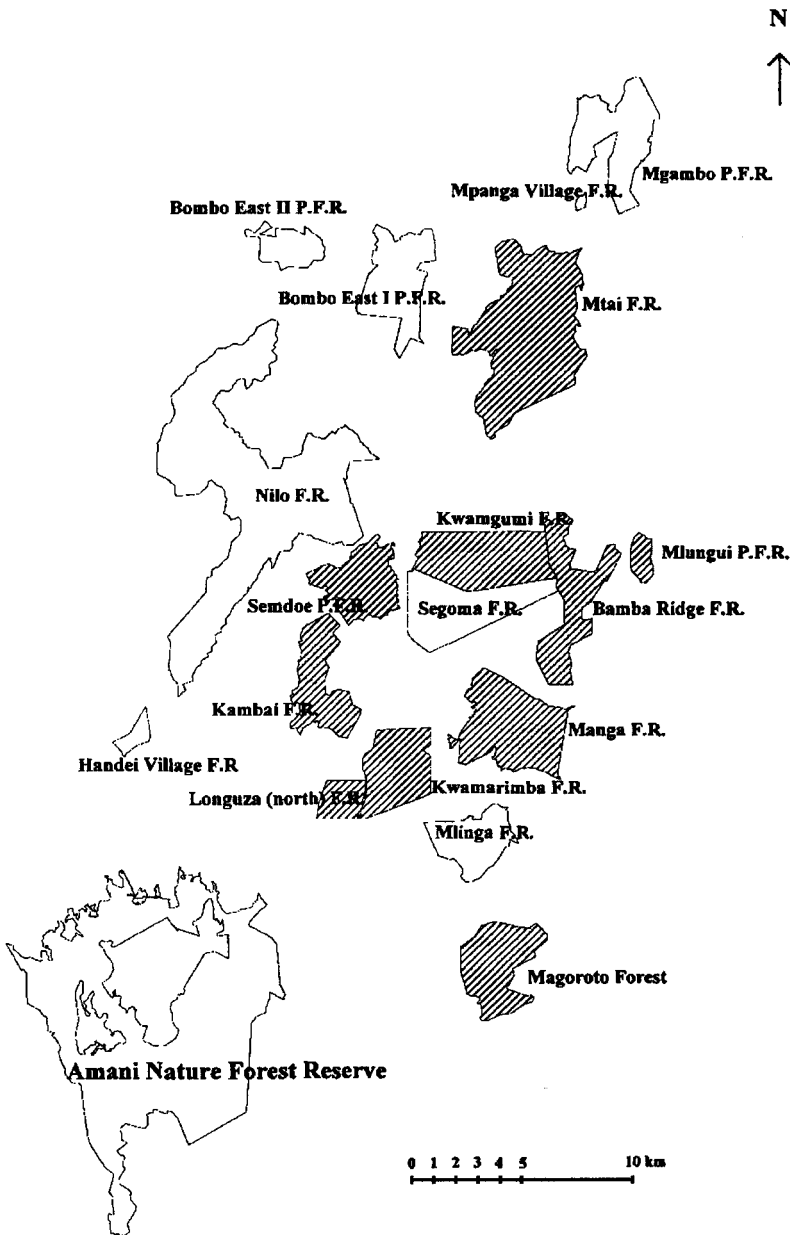 N
Mgambo P.F.R.
Mpanga Village F.R.
Bombo East II P.F.R.
Bombo East I P.F.R.
Mtai F.R.
Nilo F.R.
Kwamgumi F.R.
Mlungui P.F.R.
Semdoe P.F.R.
Segoma F.R.
Bamba Ridge F.R.
Kambai F.R.
Manga F.R.
Handei Village F.R
Longuza (north) F.R.
Kwamarimba F.R.
Mlinga F.R.
Magoroto Forest
Amani Nature Forest Reserve
0 1 2 3 4 5 10 km